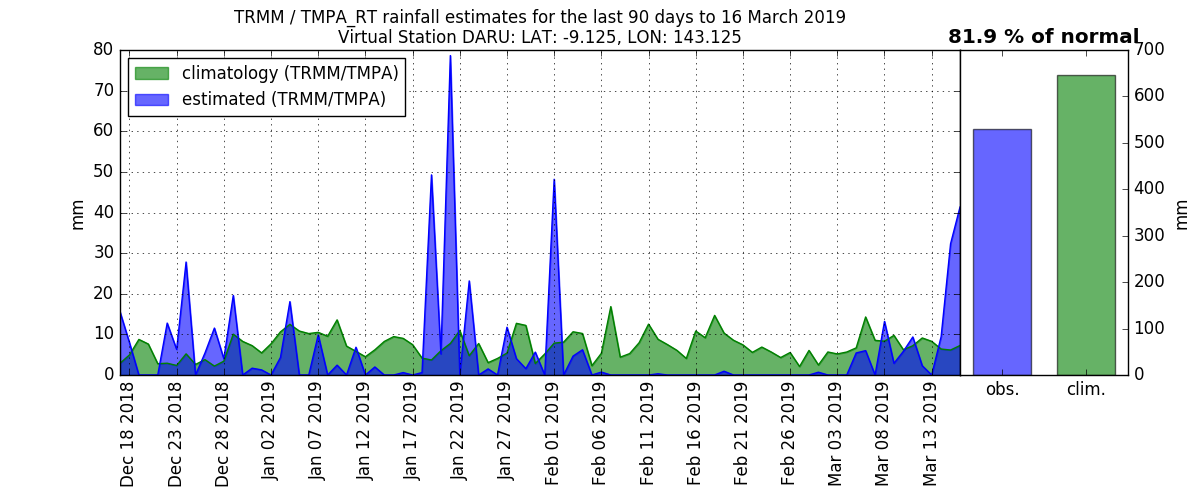 TRMM / TMPA_RT rainfall estimates for the last 90 days to 16 March 2019
Virtual Station DARU: LAT: -9.125, LON: 143.125
81.9 % of normal
climatology (TRMM/TMPA)
estimated (TRMM/TMPA)
80
70
60
50
40
30
20
10
0
mm
Dec 18 2018
Dec 23 2018
Dec 28 2018
Jan 02 2019
Jan 07 2019
Jan 12 2019
Jan 17 2019
Jan 22 2019
Jan 27 2019
Feb 01 2019
Feb 06 2019
Feb 11 2019
Feb 16 2019
Feb 21 2019
Feb 26 2019
Mar 03 2019
Mar 08 2019
Mar 13 2019
700
600
500
400
300
200
100
0
mm
obs.
clim.